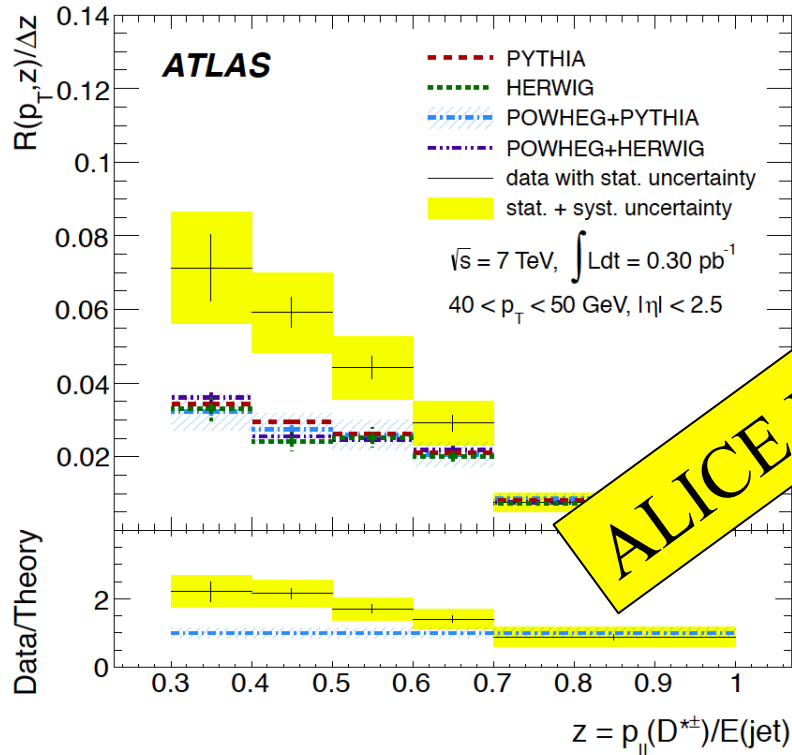 ATLAS
PYTHIA
HERWIG
POWHEG+PYTHIA
POWHEG+HERWIG
data with stat. uncertainty
stat. + syst. uncertainty
√s = 7 TeV, ∫Ldt = 0.30 pb⁻¹
40 < p_T < 50 GeV, |η| < 2.5
R(p_T,z)/Δz
0.14
0.12
0.1
0.08
0.06
0.04
0.02
ALICE
Data/Theory
2
0
0.3 0.4 0.5 0.6 0.7 0.8 0.9 1
z = p_||(D*±)/E(jet)